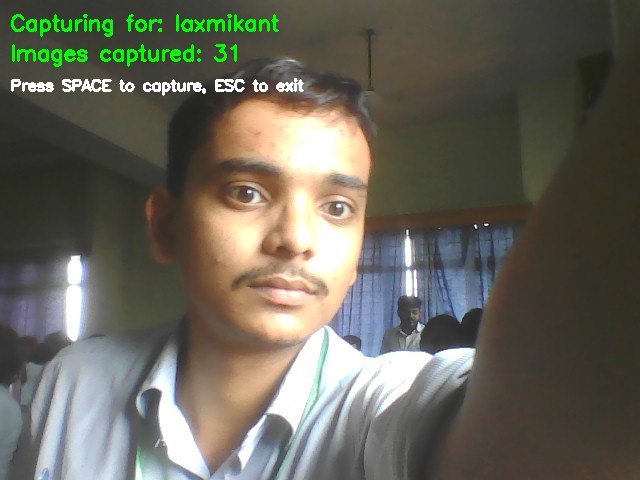 Capturing for: laxmikant
Images captured: 31
Press SPACE to capture, ESC to exit